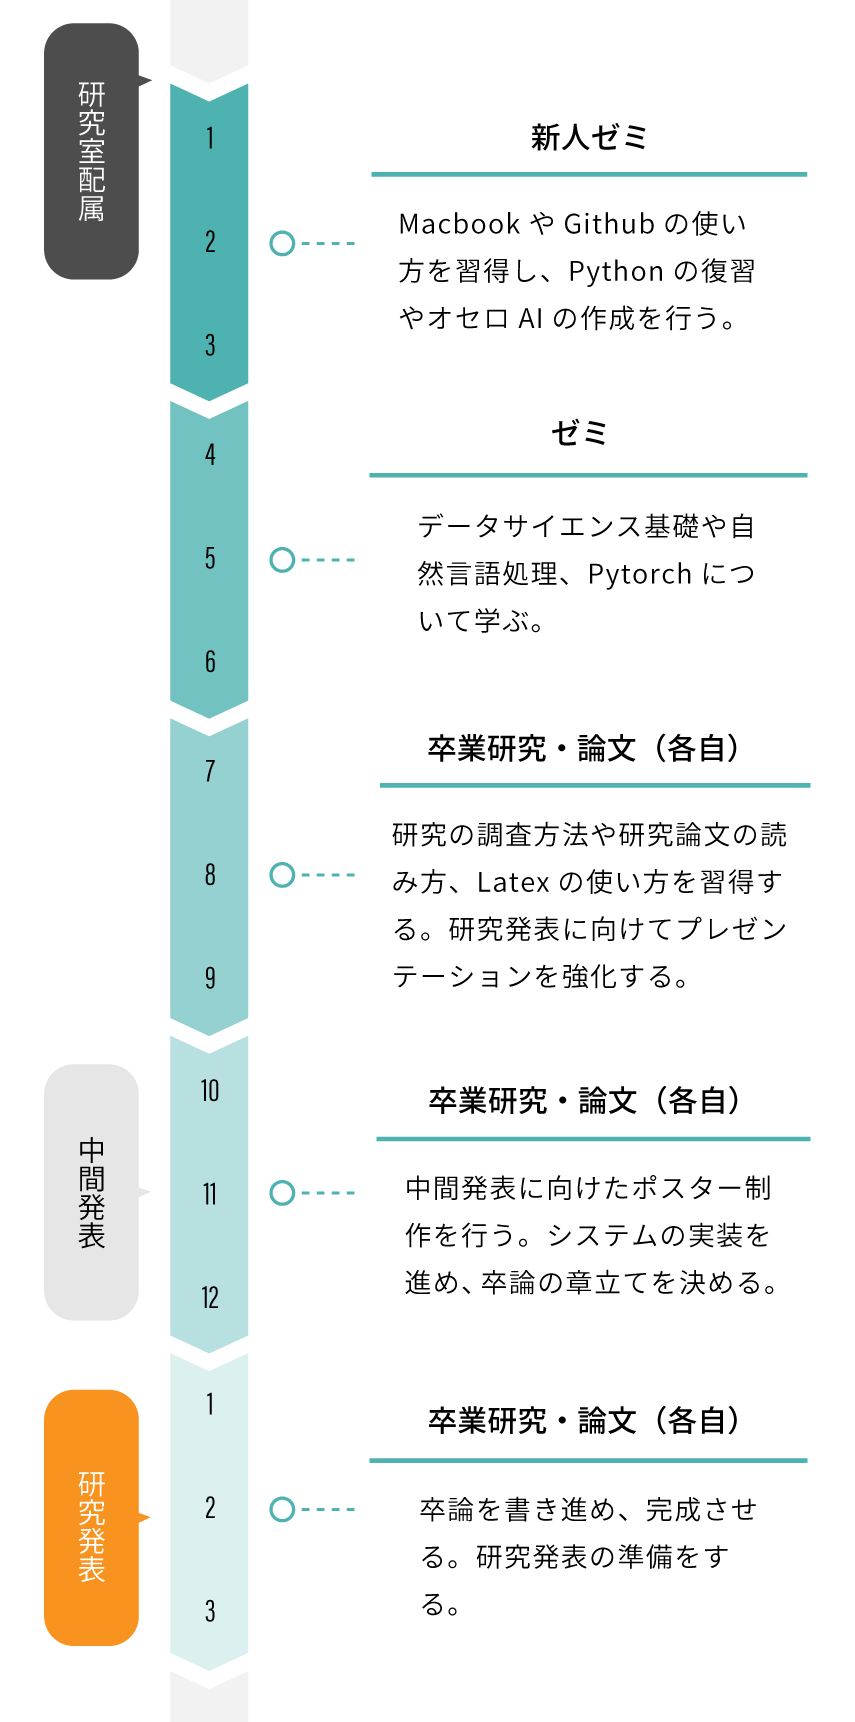 研究室配属
1
2
3
新人ゼミ
Macbook や Github の使い
方を習得し、Python の復習
やオセロ AI の作成を行う。
4
5
6
ゼミ
データサイエンス基礎や自
然言語処理、Pytorch につ
いて学ぶ。
7
8
9
卒業研究・論文（各自）
研究の調査方法や研究論文の読
み方、Latex の使い方を習得す
る。研究発表に向けてプレゼン
テーションを強化する。
中間発表
10
11
12
卒業研究・論文（各自）
中間発表に向けたポスター制
作を行う。システムの実装を
進め、卒論の章立てを決める。
研究発表
1
2
3
卒業研究・論文（各自）
卒論を書き進め、完成させ
る。研究発表の準備をす
る。